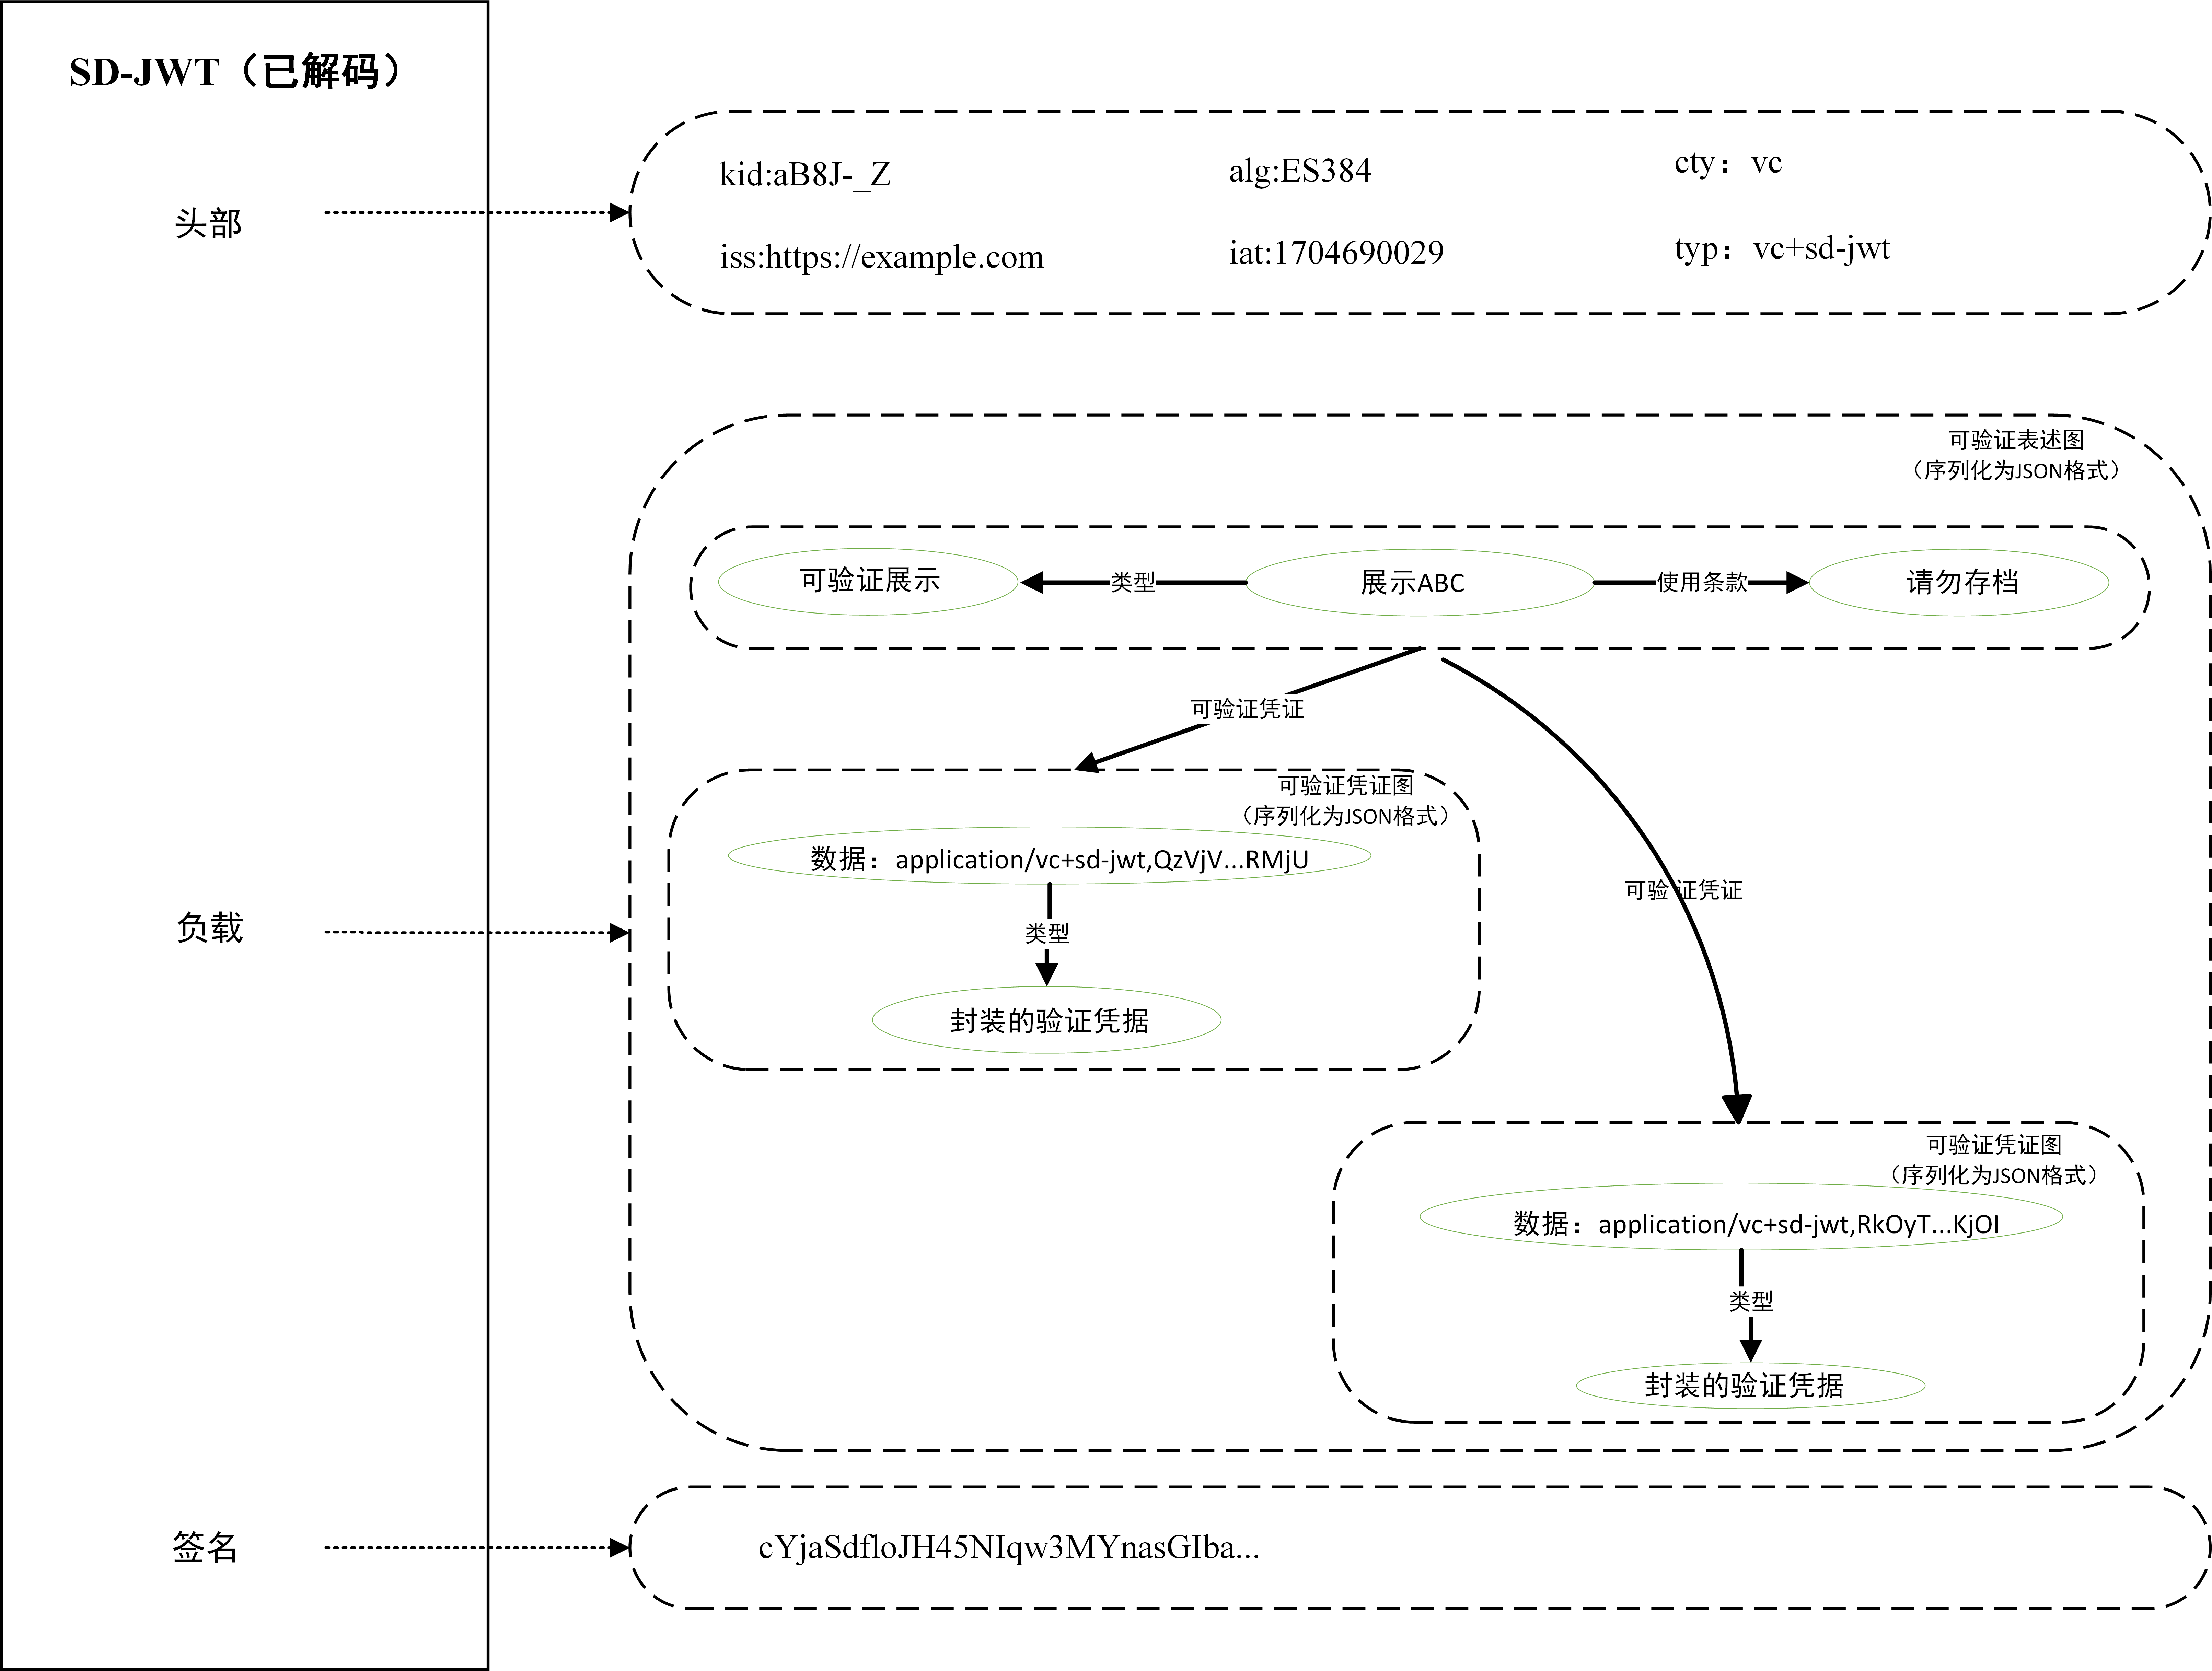 SD-JWT（已解码）
头部
kid:aB8J-_Z
alg:ES384
cty：vc
iss:https://example.com
iat:1704690029
typ：vc+sd-jwt
负载
可验证表述图
（序列化为JSON格式）
可验证展示
类型
展示ABC
使用条款
请勿存档
可验证凭证
可验证凭证图
（序列化为JSON格式）
数据：application/vc+sd-jwt,QzVjV...RMjU
类型
封装的验证凭据
可验 证凭证
可验证凭证图
（序列化为JSON格式）
数据：application/vc+sd-jwt,RkOyT...KjOI
类型
封装的验证凭据
签名
cYjaSdfloJH45NIqw3MYnasGIba...